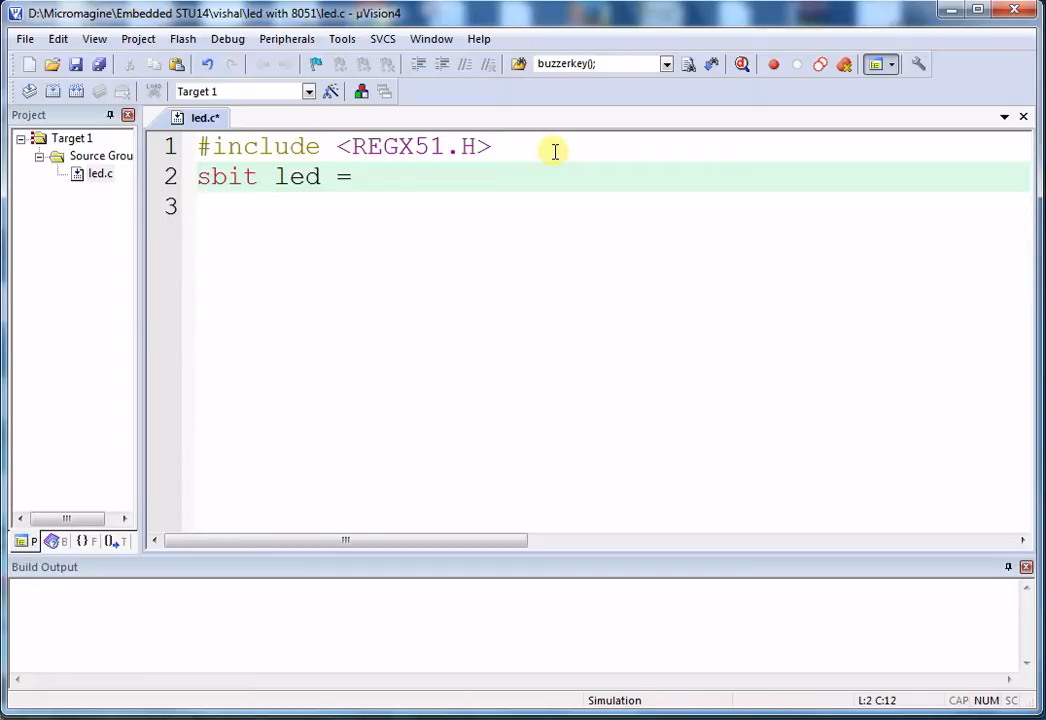 D:\Micromagine\Embedded STU14\vishal\led with 8051\led.c - µVision4
File Edit View Project Flash Debug Peripherals Tools SVCS Window Help
buzzerkey();
LOAD Target 1
Project
led.c*
Target 1
Source Grou
led.c
1 #include <REGX51.H>
2 sbit led =
3
P B {} F 0 T
Build Output
Simulation L:2 C:12 CAP NUM SC